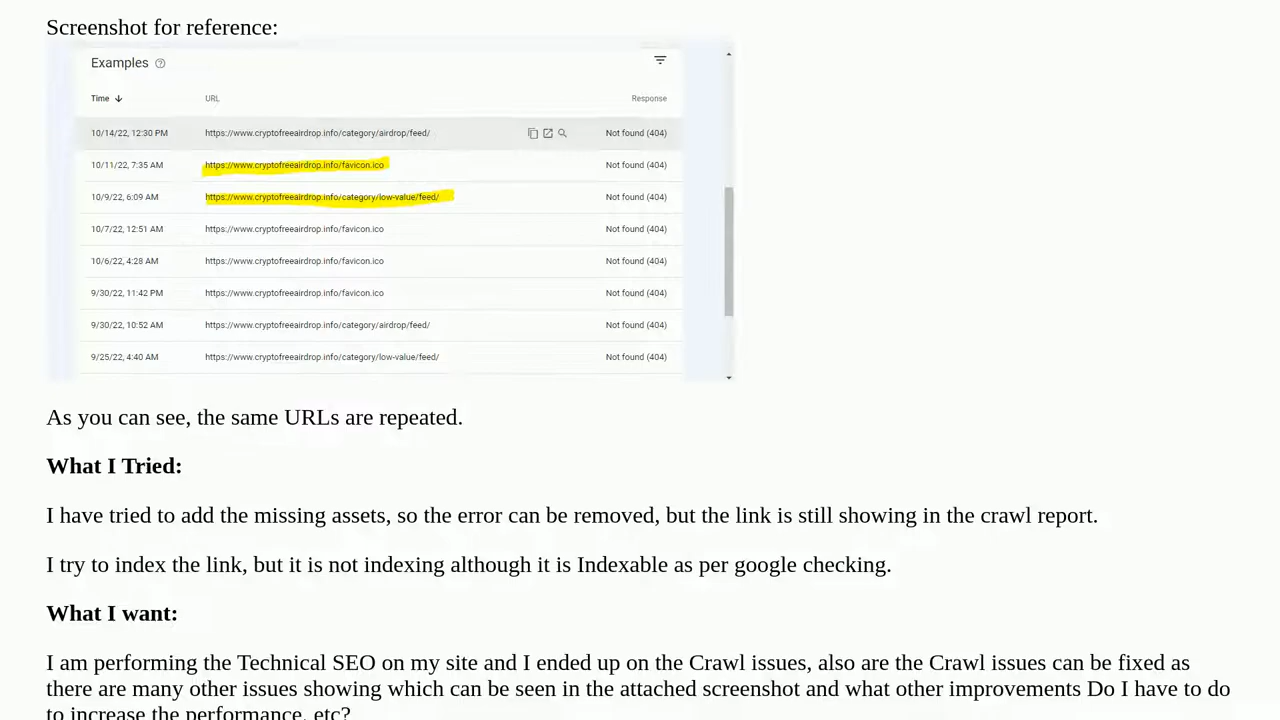 Screenshot for reference:
Examples
Time URL Response
10/14/22, 12:30 PM https://www.cryptofreeairdrop.info/category/airdrop/feed/ Not found (404)
10/11/22, 7:35 AM https://www.cryptofreeairdrop.info/favicon.ico Not found (404)
10/9/22, 6:09 AM https://www.cryptofreeairdrop.info/category/low-value/feed/ Not found (404)
10/7/22, 12:51 AM https://www.cryptofreeairdrop.info/favicon.ico Not found (404)
10/6/22, 4:28 AM https://www.cryptofreeairdrop.info/favicon.ico Not found (404)
9/30/22, 11:42 PM https://www.cryptofreeairdrop.info/favicon.ico Not found (404)
9/30/22, 10:52 AM https://www.cryptofreeairdrop.info/category/airdrop/feed/ Not found (404)
9/25/22, 4:40 AM https://www.cryptofreeairdrop.info/category/low-value/feed/ Not found (404)
As you can see, the same URLs are repeated.
What I Tried:
I have tried to add the missing assets, so the error can be removed, but the link is still showing in the crawl report.
I try to index the link, but it is not indexing although it is Indexable as per google checking.
What I want:
I am performing the Technical SEO on my site and I ended up on the Crawl issues, also are the Crawl issues can be fixed as
there are many other issues showing which can be seen in the attached screenshot and what other improvements Do I have to do
to increase the performance, etc?